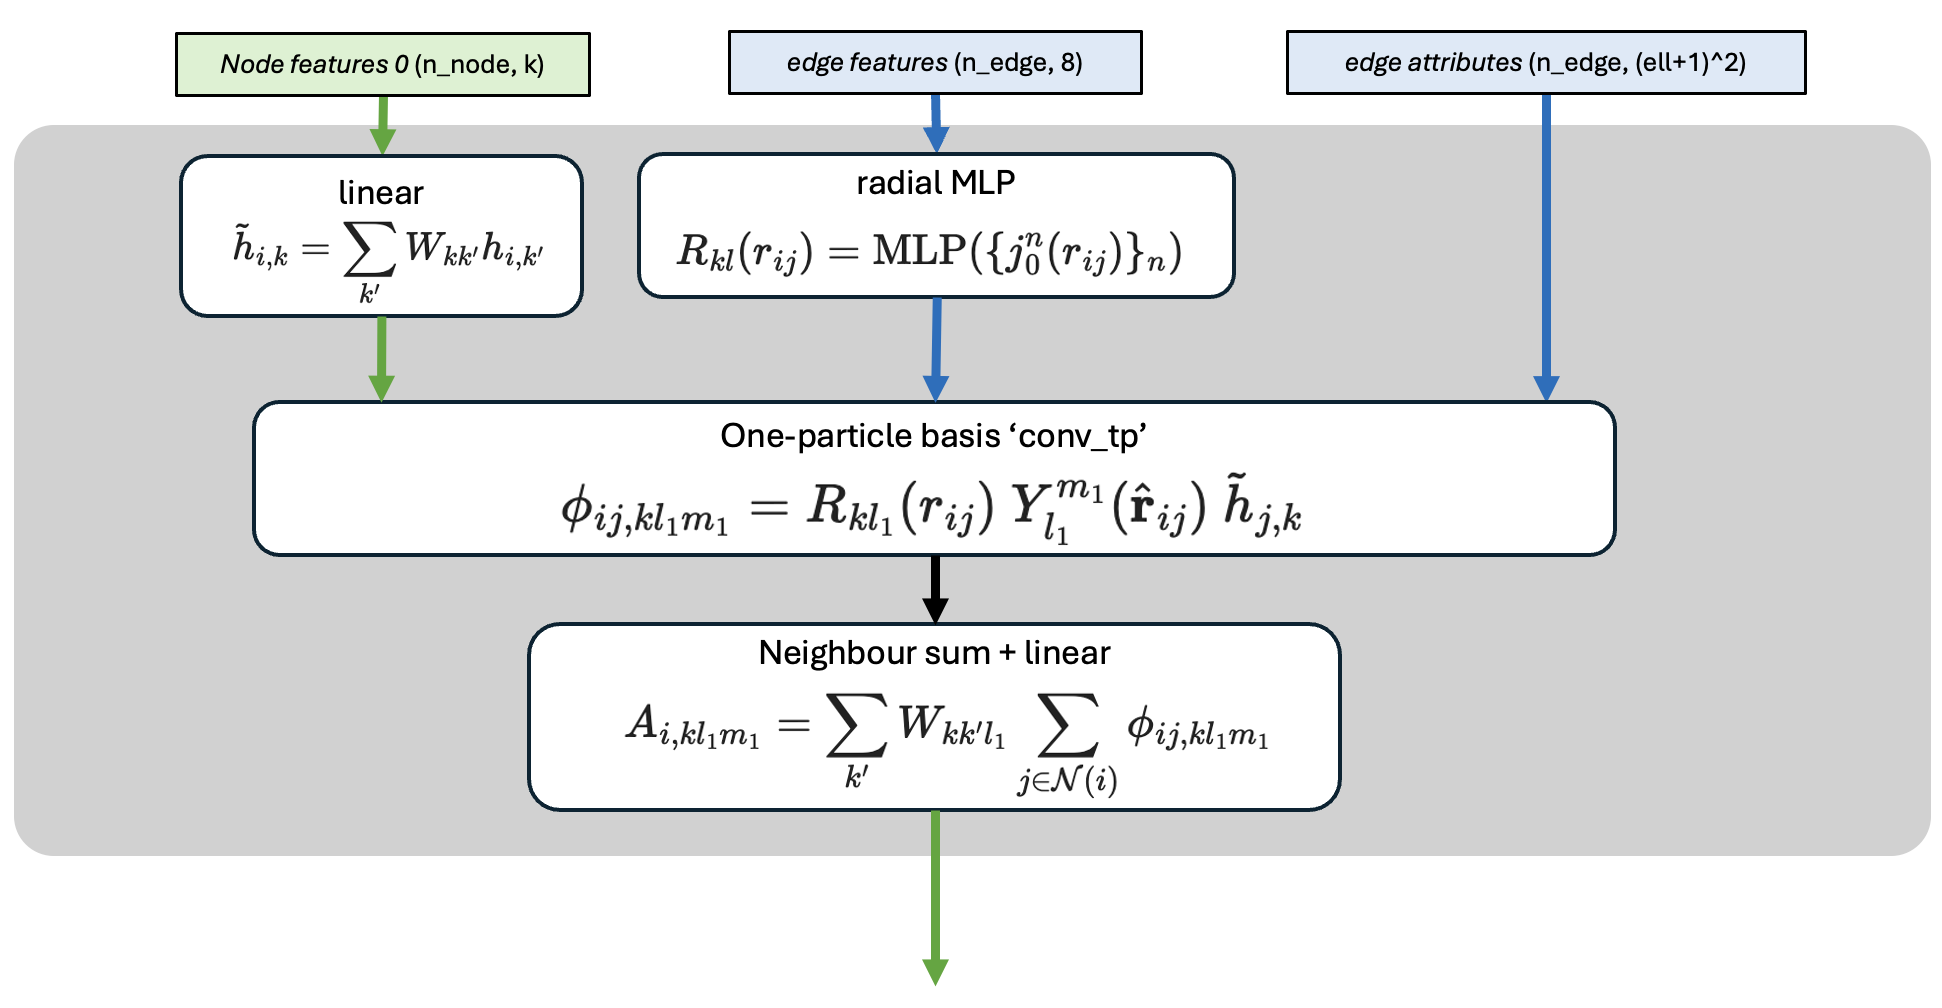 Node features 0 (n_node, k)
edge features (n_edge, 8)
edge attributes (n_edge, (ell+1)^2)
linear
$\tilde{h}_{i,k} = \sum_{k'} W_{kk'} h_{i,k'}$
radial MLP
$R_{kl}(r_{ij}) = \mathrm{MLP}(\{j_0^n(r_{ij})\}_n)$
One-particle basis ‘conv_tp’
$\phi_{ij,kl_1m_1} = R_{kl_1}(r_{ij}) \, Y_{l_1}^{m_1}(\hat{\mathbf{r}}_{ij}) \, \tilde{h}_{j,k}$
Neighbour sum + linear
$A_{i,kl_1m_1} = \sum_{k'} W_{kk'l_1} \sum_{j \in \mathcal{N}(i)} \phi_{ij,kl_1m_1}$